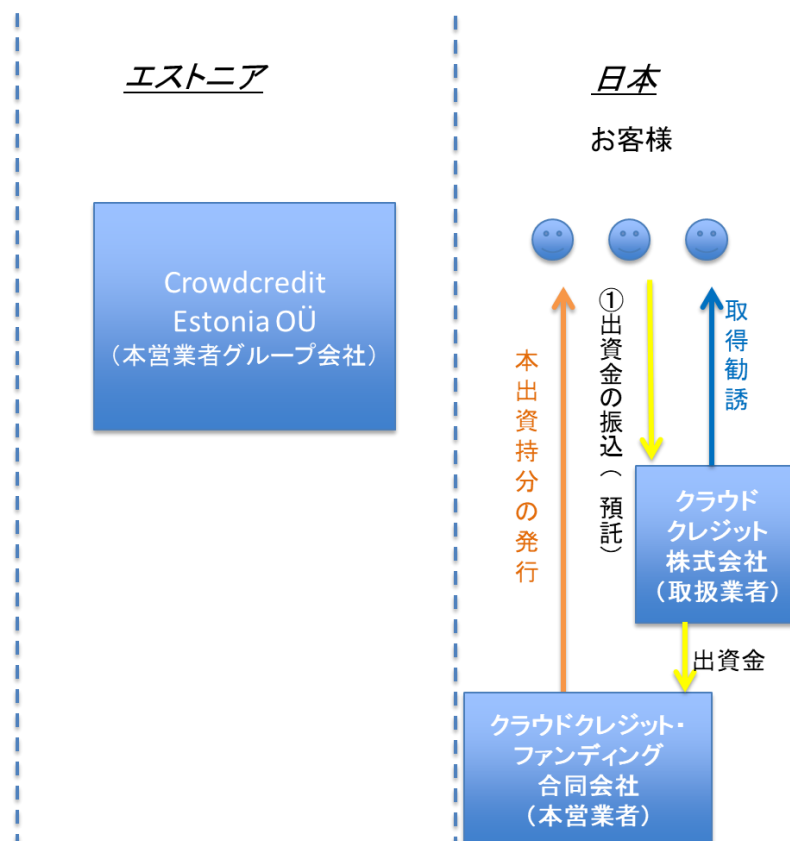 エストニア
日本
お客様
Crowdcredit
Estonia OÜ
（本営業者グループ会社）
本出資持分の発行
①出資金の振込（預託）
取得勧誘
クラウド
クレジット
株式会社
（取扱業者）
出資金
クラウドクレジット・
ファンディング
合同会社
（本営業者）